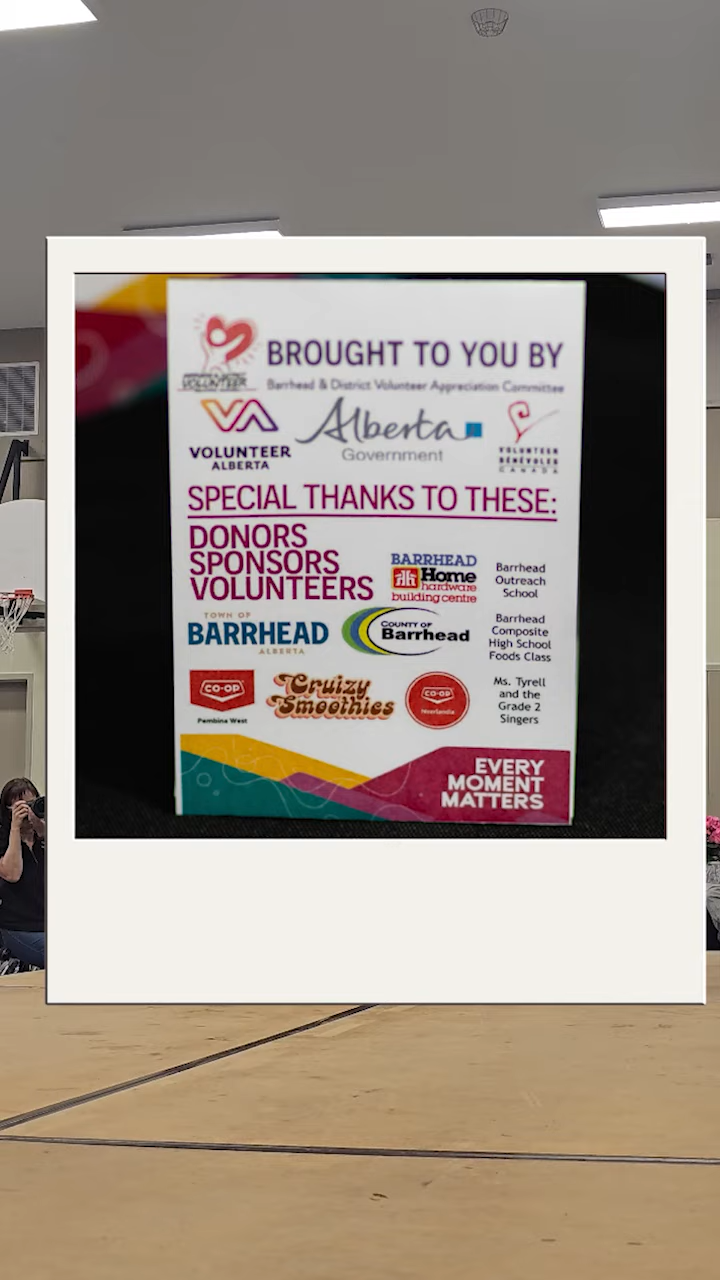 BROUGHT TO YOU BY
Barrhead & District Volunteer Appreciation Committee
VOLUNTEER
VOLUNTEER
ALBERTA
Alberta
Government
VOLUNTEER
BÉNÉVOLES
CANADA
SPECIAL THANKS TO THESE:
DONORS
SPONSORS
VOLUNTEERS
BARRHEAD
Home
hardware
building centre
Barrhead
Outreach
School
TOWN OF
BARRHEAD
ALBERTA
COUNTY OF
Barrhead
Barrhead
Composite
High School
Foods Class
CO-OP
Pembina West
Cruizy
Smoothies
CO-OP
Neerlandia
Ms. Tyrell
and the
Grade 2
Singers
EVERY
MOMENT
MATTERS